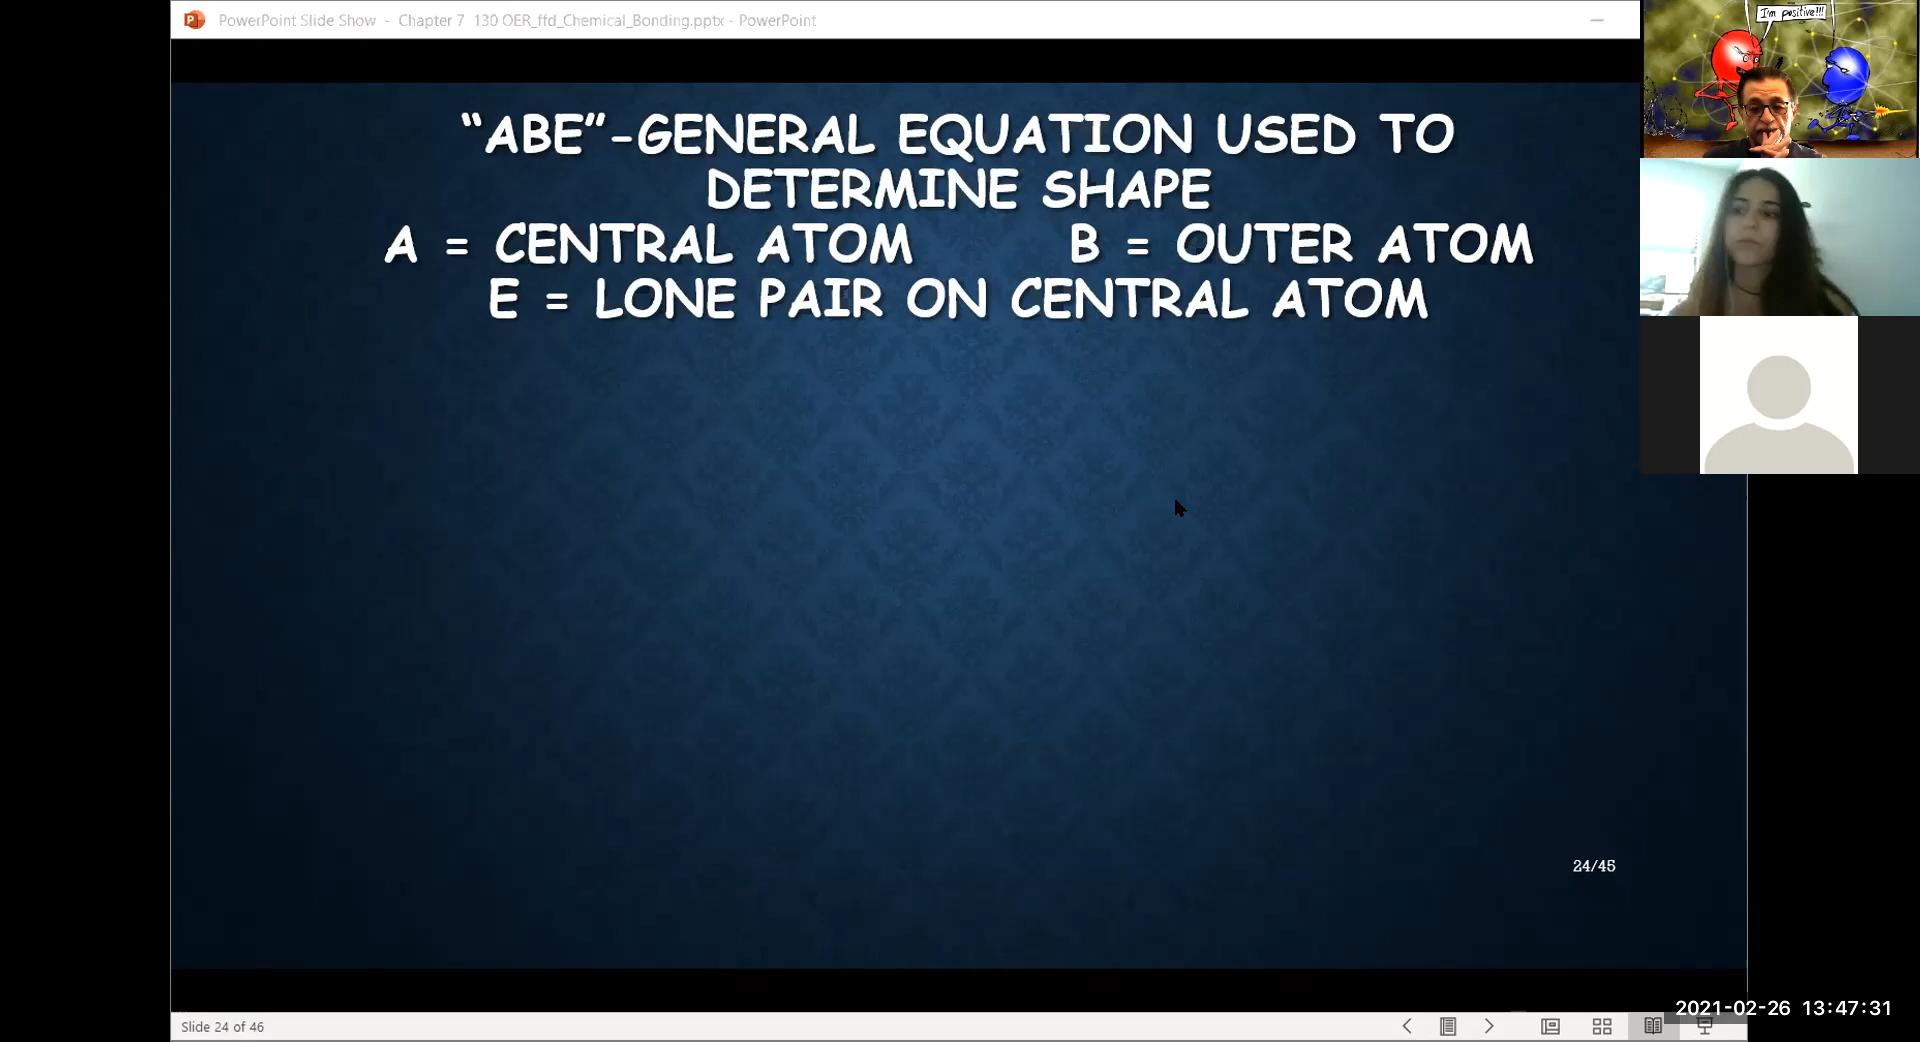 PowerPoint Slide Show - Chapter 7 130 OER_ffd_Chemical_Bonding.pptx - PowerPoint
I'm positive!!!
“ABE”-GENERAL EQUATION USED TO
DETERMINE SHAPE
A = CENTRAL ATOM B = OUTER ATOM
E = LONE PAIR ON CENTRAL ATOM
24/45
2021-02-26 13:47:31
Slide 24 of 46